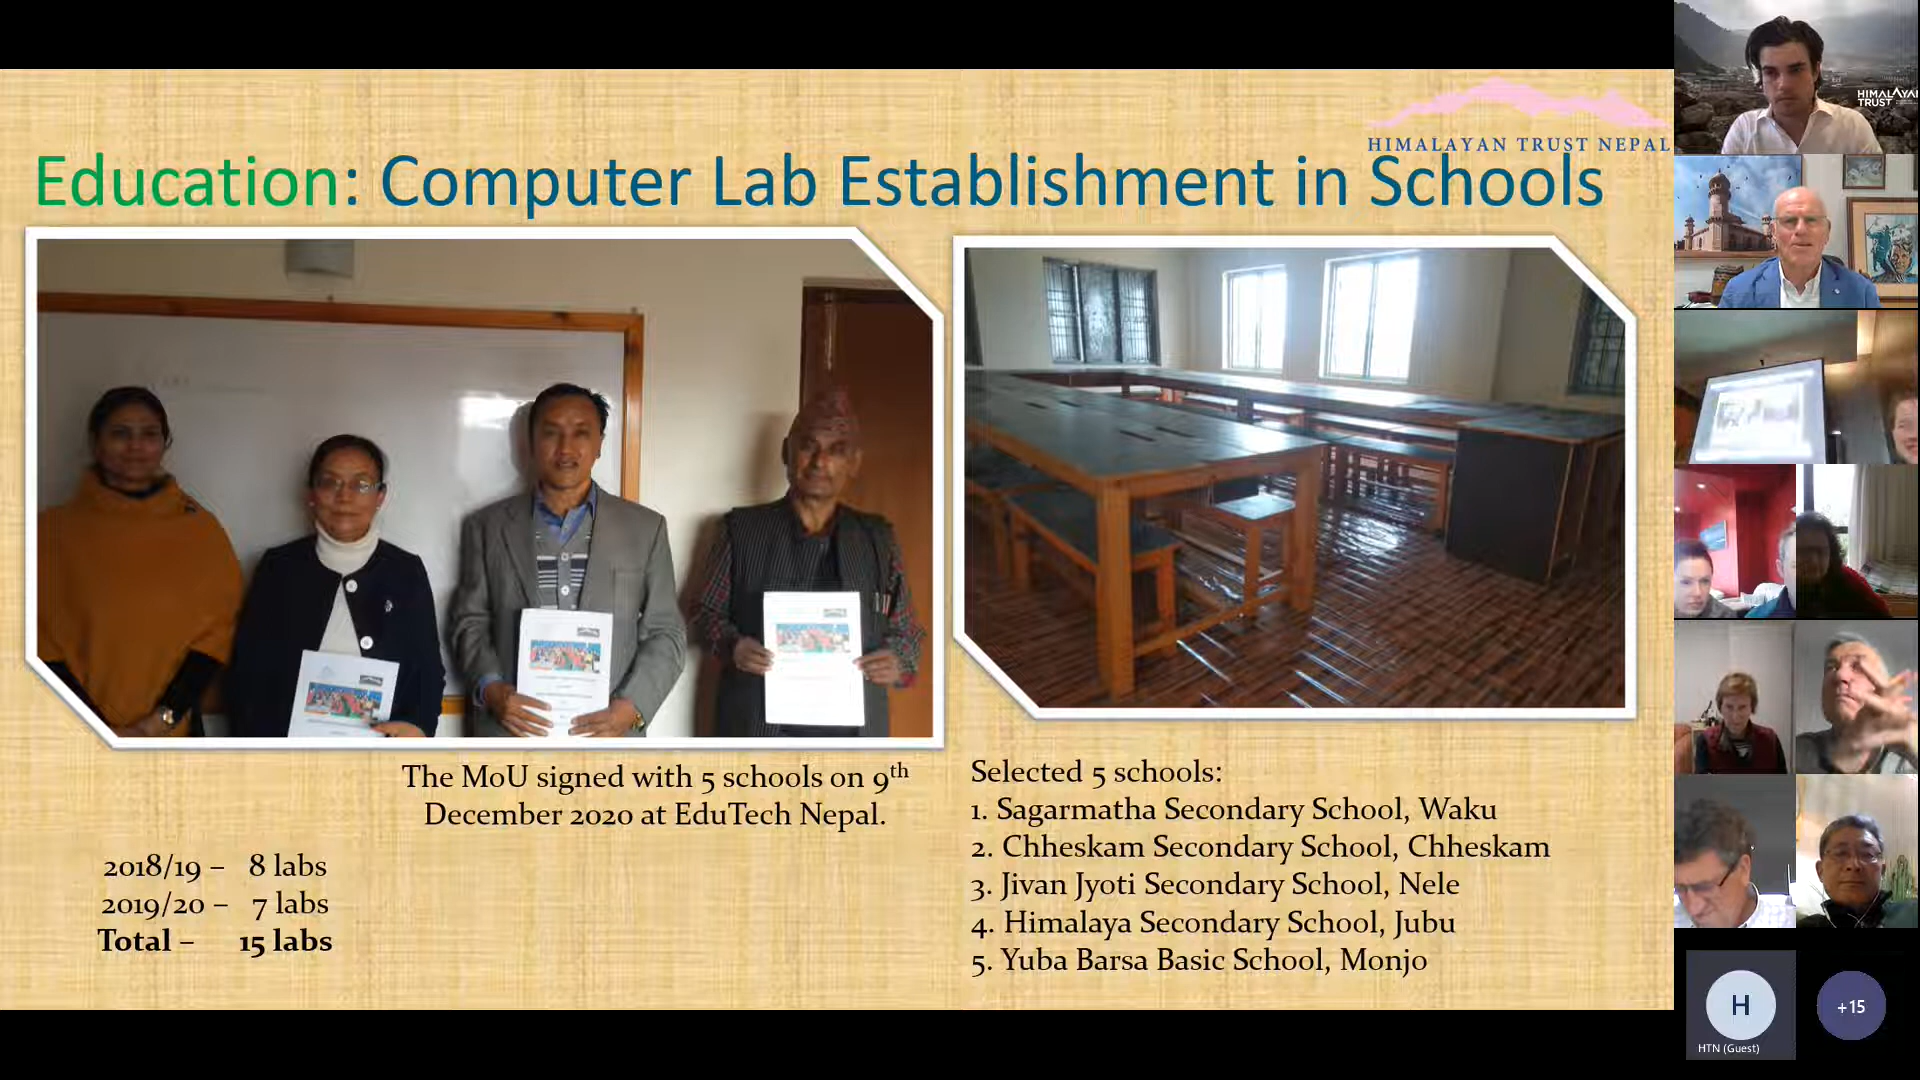 HIMALAYAN TRUST NEPAL
Education: Computer Lab Establishment in Schools
The MoU signed with 5 schools on 9th
December 2020 at EduTech Nepal.
2018/19 – 8 labs
2019/20 – 7 labs
Total – 15 labs
Selected 5 schools:
1. Sagarmatha Secondary School, Waku
2. Chheskam Secondary School, Chheskam
3. Jivan Jyoti Secondary School, Nele
4. Himalaya Secondary School, Jubu
5. Yuba Barsa Basic School, Monjo
HIMALAYA
TRUST
H
HTN (Guest)
+15